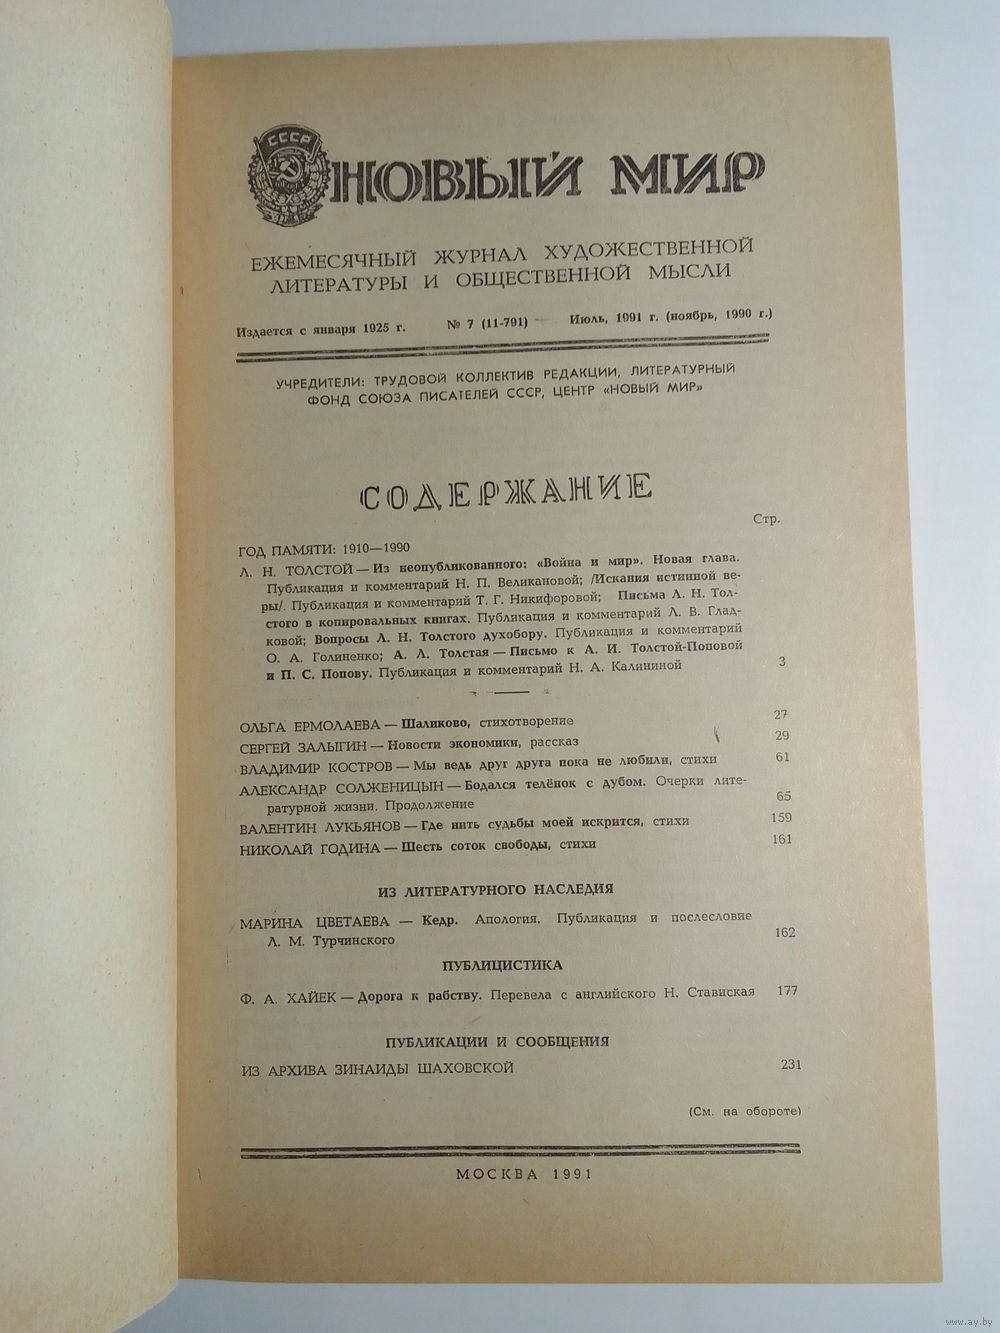 СССР
НОВЫЙ МИР
ЕЖЕМЕСЯЧНЫЙ ЖУРНАЛ ХУДОЖЕСТВЕННОЙ
ЛИТЕРАТУРЫ И ОБЩЕСТВЕННОЙ МЫСЛИ
Издается с января 1925 г. № 7 (11-791) Июль, 1991 г. (ноябрь, 1990 г.)
УЧРЕДИТЕЛИ: ТРУДОВОЙ КОЛЛЕКТИВ РЕДАКЦИИ, ЛИТЕРАТУРНЫЙ
ФОНД СОЮЗА ПИСАТЕЛЕЙ СССР, ЦЕНТР «НОВЫЙ МИР»
СОДЕРЖАНИЕ
Стр.
ГОД ПАМЯТИ: 1910—1990
Л. Н. ТОЛСТОЙ — Из неопубликованного: «Война и мир». Новая глава.
Публикация и комментарий Н. П. Великановой; /Искания истинной ве-
ры/. Публикация и комментарий Т. Г. Никифоровой; Письма Л. Н. Тол-
стого в копировальных книгах. Публикация и комментарий Л. В. Глад-
ковой; Вопросы Л. Н. Толстого духобору. Публикация и комментарий
О. А. Голиненко; А. Л. Толстая — Письмо к А. И. Толстой-Поповой
и П. С. Попову. Публикация и комментарий Н. А. Калининой 3
ОЛЬГА ЕРМОЛАЕВА — Шаликово, стихотворение 27
СЕРГЕЙ ЗАЛЫГИН — Новости экономики, рассказ 29
ВЛАДИМИР КОСТРОВ — Мы ведь друг друга пока не любили, стихи 61
АЛЕКСАНДР СОЛЖЕНИЦЫН — Бодался телёнок с дубом. Очерки лите-
ратурной жизни. Продолжение 65
ВАЛЕНТИН ЛУКЬЯНОВ — Где нить судьбы моей искрится, стихи 159
НИКОЛАЙ ГОДИНА — Шесть соток свободы, стихи 161
ИЗ ЛИТЕРАТУРНОГО НАСЛЕДИЯ
МАРИНА ЦВЕТАЕВА — Кедр. Апология. Публикация и послесловие
Л. М. Турчинского 162
ПУБЛИЦИСТИКА
Ф. А. ХАЙЕК — Дорога к рабству. Перевела с английского Н. Ставиская 177
ПУБЛИКАЦИИ И СООБЩЕНИЯ
ИЗ АРХИВА ЗИНАИДЫ ШАХОВСКОЙ 231
(См. на обороте)
МОСКВА 1991
www.ay.by